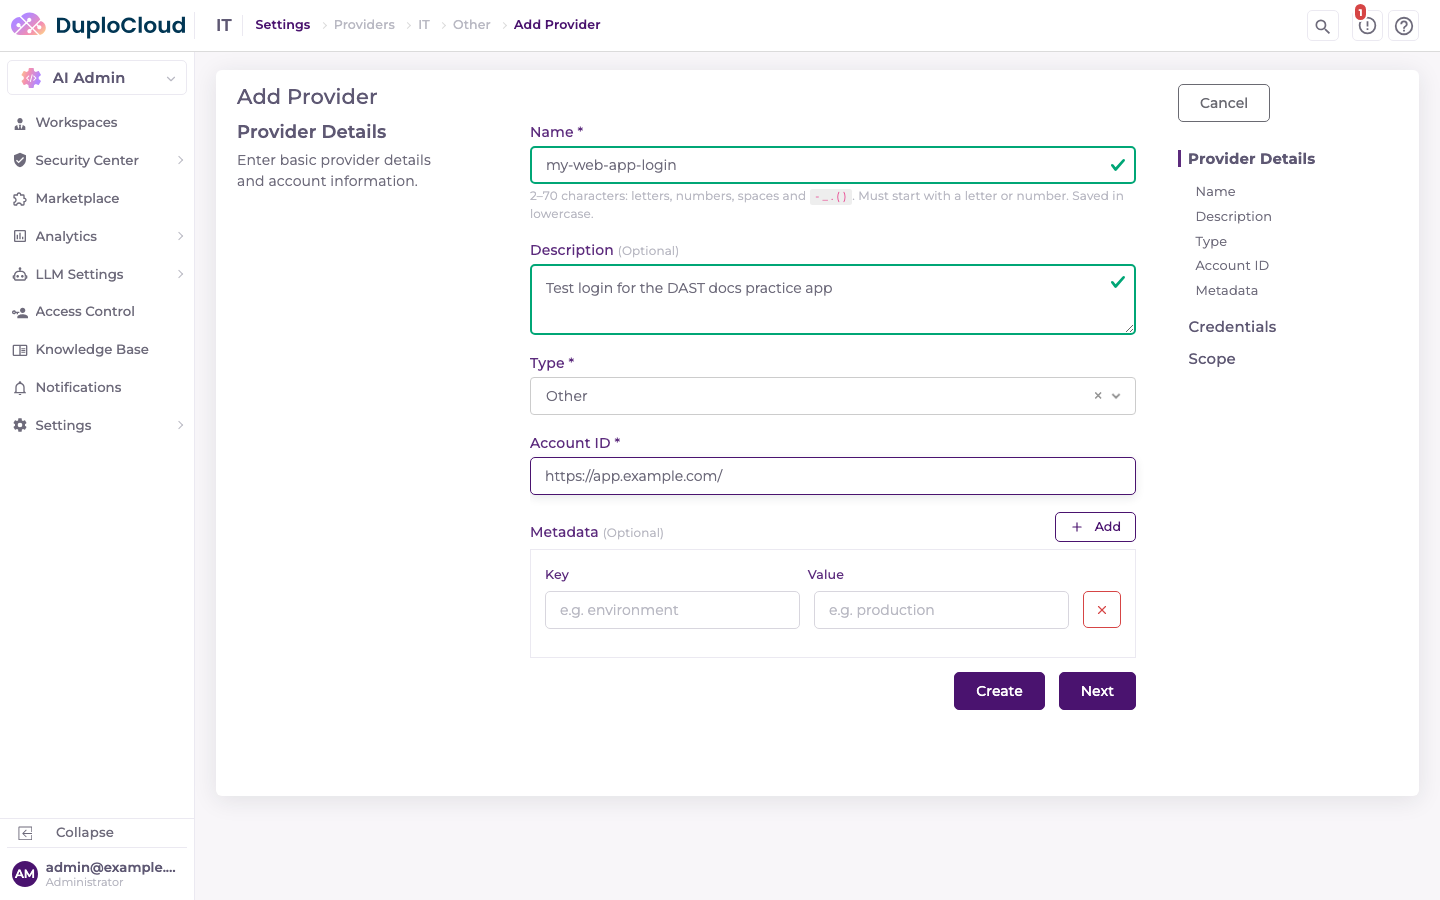 DuploCloud
IT Settings Providers IT Other Add Provider
1
AI Admin
Workspaces
Security Center
Marketplace
Analytics
LLM Settings
Access Control
Knowledge Base
Notifications
Settings
Collapse
AM
admin@example....
Administrator
Add Provider
Provider Details
Enter basic provider details
and account information.
Name *
my-web-app-login
2–70 characters: letters, numbers, spaces and -_.() . Must start with a letter or number. Saved in
lowercase.
Description (Optional)
Test login for the DAST docs practice app
Type *
Other
Account ID *
https://app.example.com/
Metadata (Optional)
+ Add
Key Value
e.g. environment e.g. production
Create Next
Cancel
Provider Details
Name
Description
Type
Account ID
Metadata
Credentials
Scope